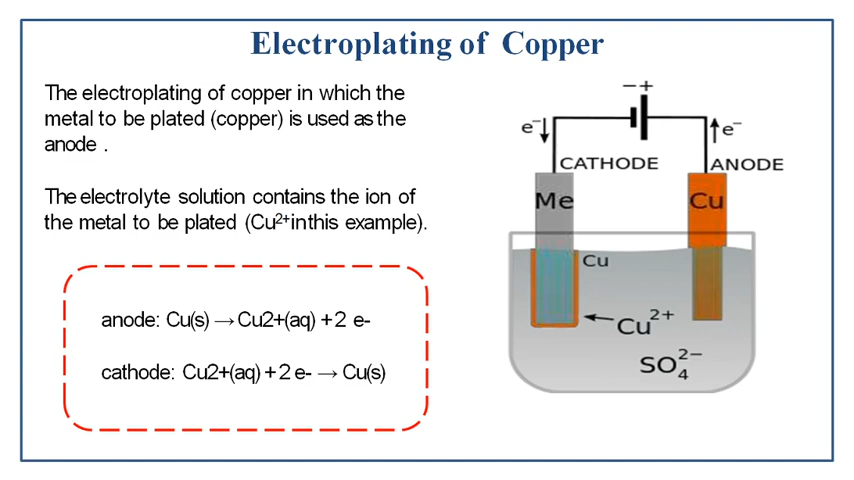 Electroplating of Copper
The electroplating of copper in which the
metal to be plated (copper) is used as the
anode .
The electrolyte solution contains the ion of
the metal to be plated (Cu²⁺ in this example).
anode: Cu(s) → Cu2+(aq) + 2 e-
cathode: Cu2+(aq) + 2 e- → Cu(s)
− +
e⁻ e⁻
CATHODE ANODE
Me Cu
Cu
Cu²⁺
SO₄²⁻